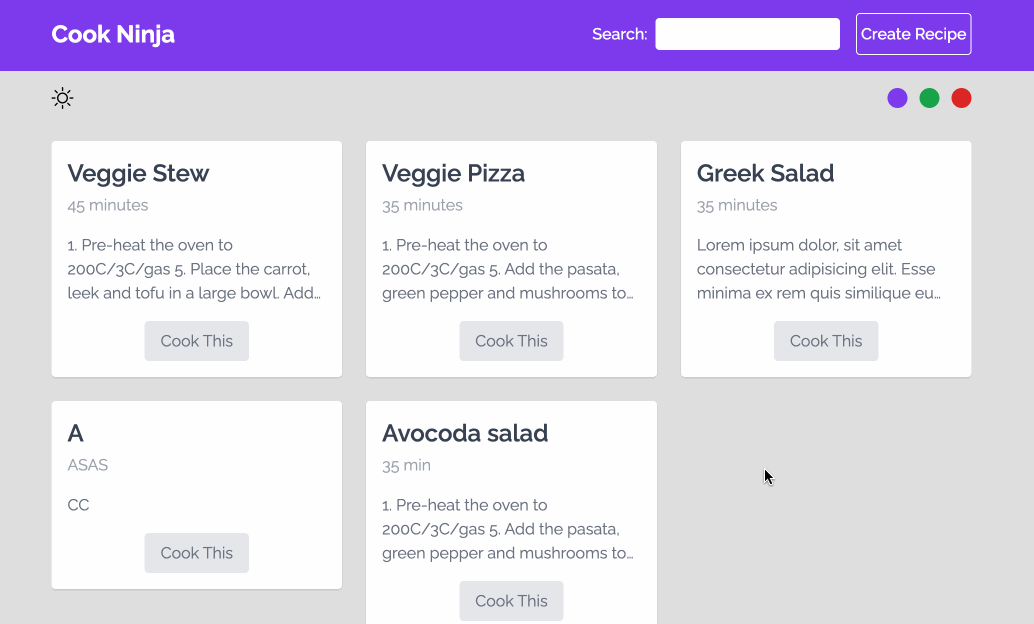 Cook Ninja
Search:
Create Recipe
Veggie Stew
45 minutes
1. Pre-heat the oven to
200C/3C/gas 5. Place the carrot,
leek and tofu in a large bowl. Add...
Cook This
Veggie Pizza
35 minutes
1. Pre-heat the oven to
200C/3C/gas 5. Add the pasata,
green pepper and mushrooms to...
Cook This
Greek Salad
35 minutes
Lorem ipsum dolor, sit amet
consectetur adipisicing elit. Esse
minima ex rem quis similique eu...
Cook This
A
ASAS
CC
Cook This
Avocoda salad
35 min
1. Pre-heat the oven to
200C/3C/gas 5. Add the pasata,
green pepper and mushrooms to...
Cook This